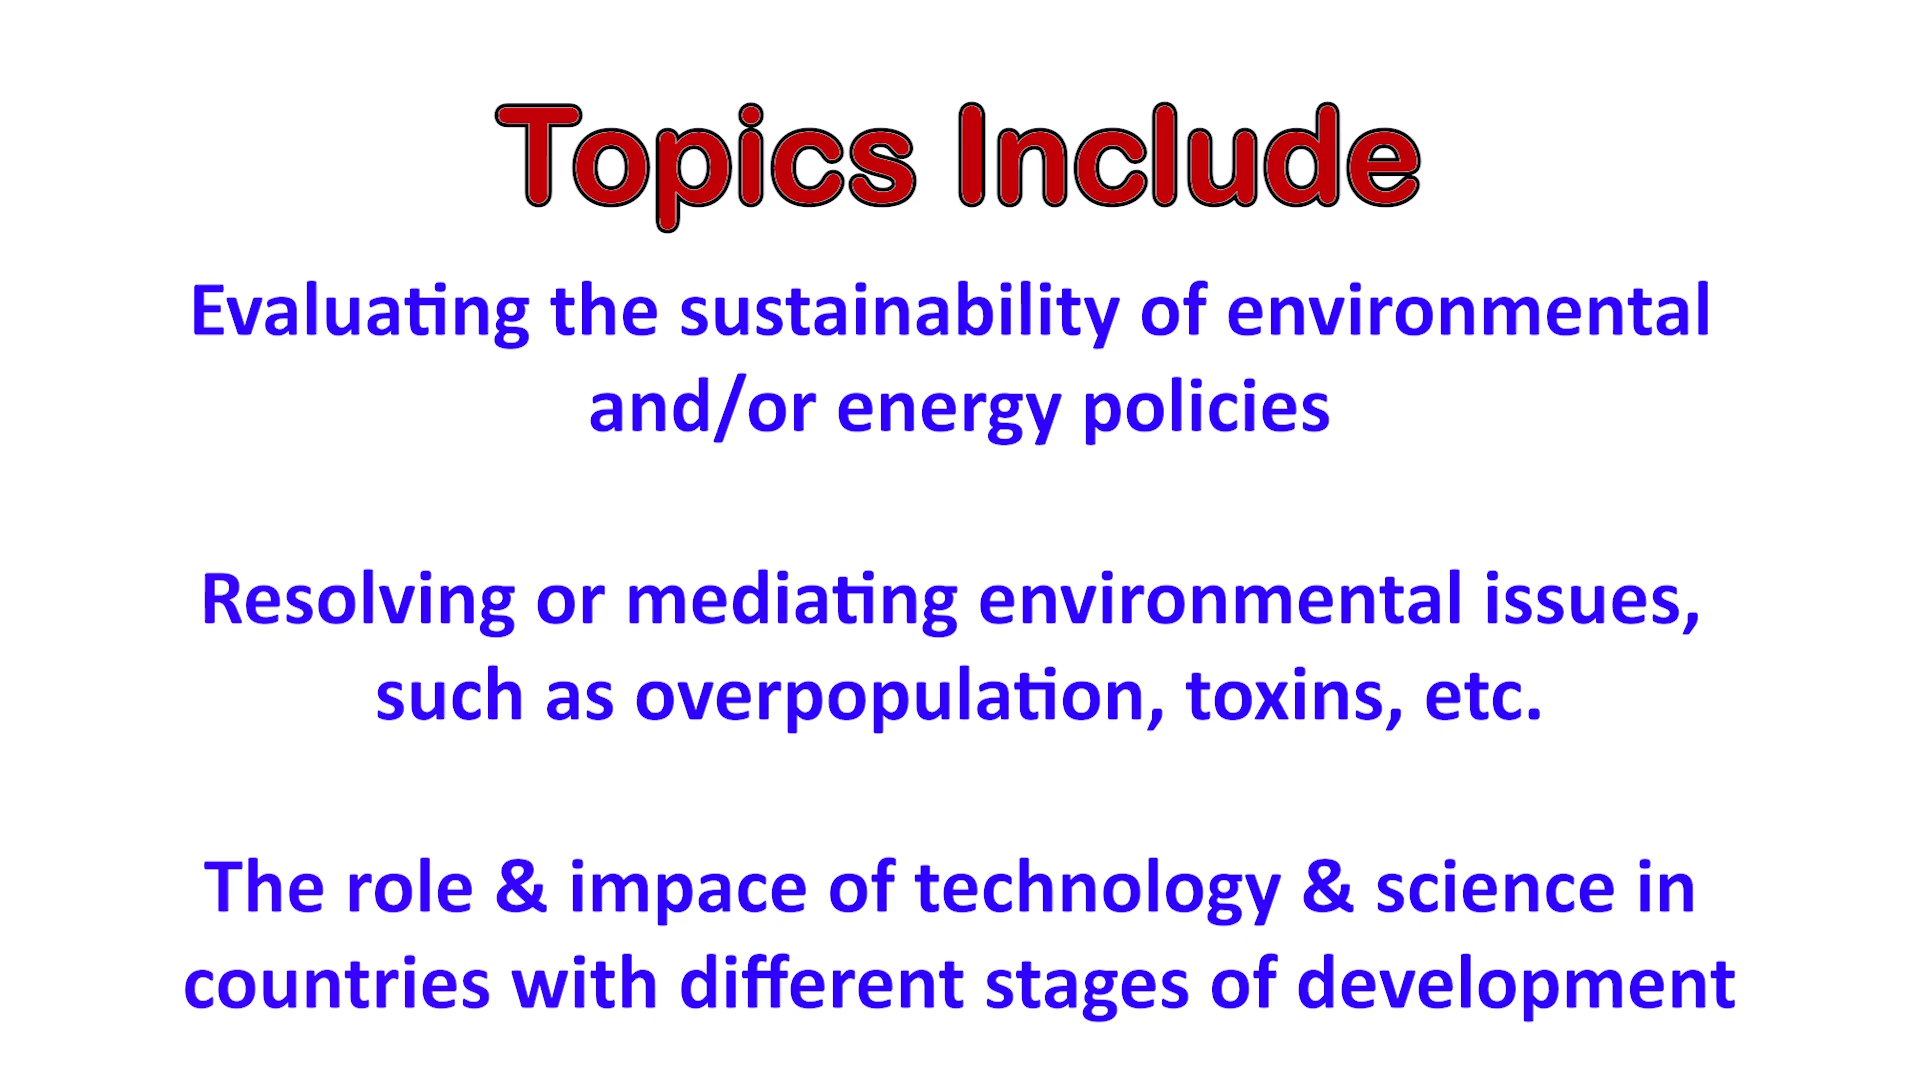 Topics Include
Evaluating the sustainability of environmental
and/or energy policies
Resolving or mediating environmental issues,
such as overpopulation, toxins, etc.
The role & impace of technology & science in
countries with different stages of development